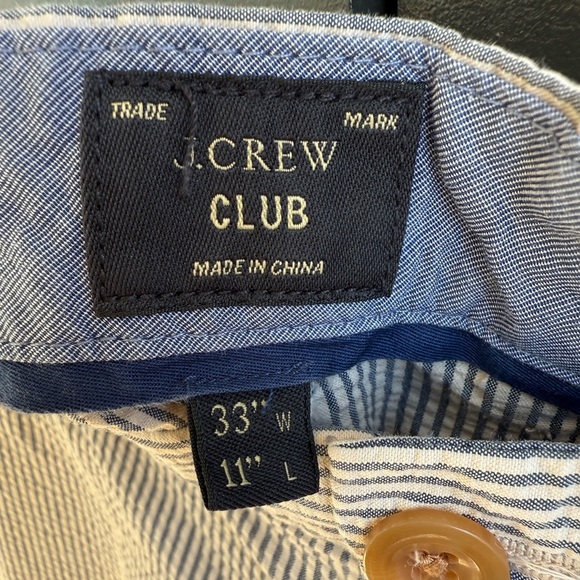 TRADE MARK
J.CREW
CLUB
MADE IN CHINA
33” W
11” L